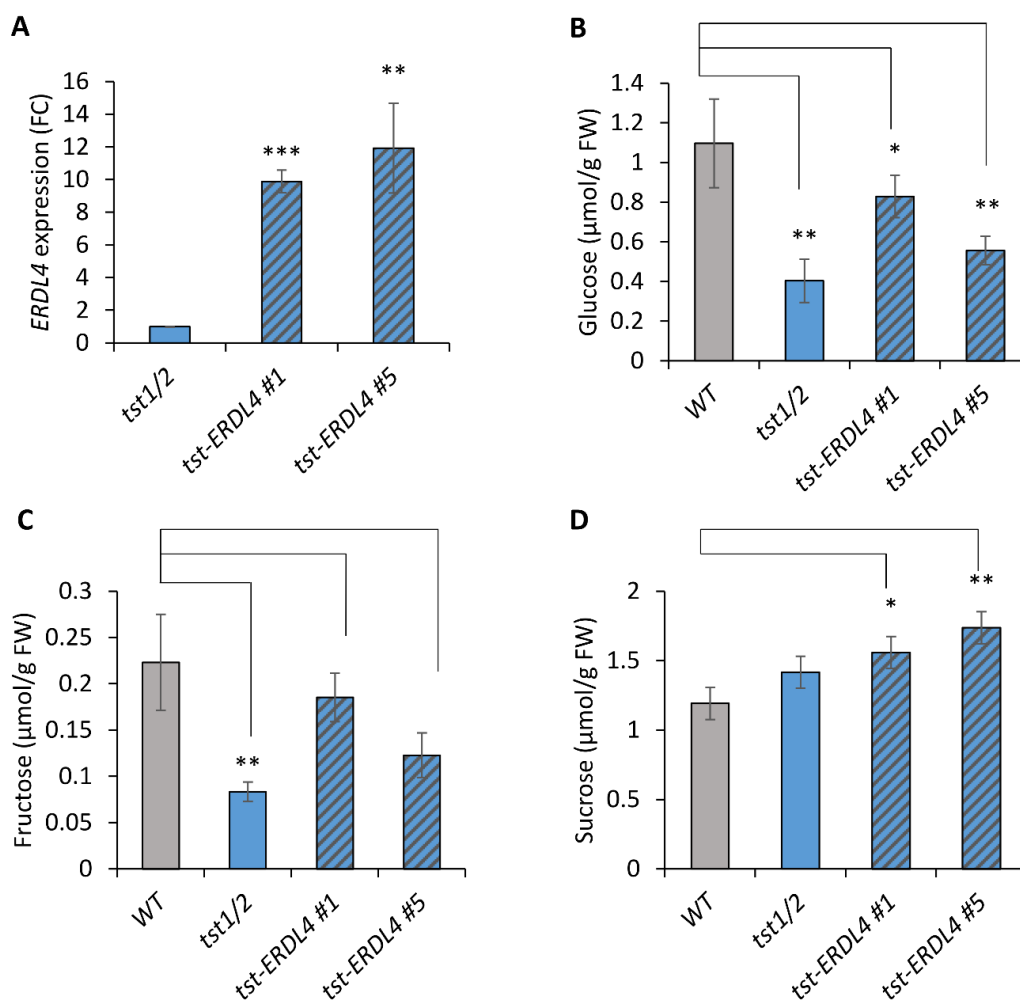 A
ERDL4 expression (FC)
16
14
12
10
8
6
4
2
0
***
**
tst1/2
tst-ERDL4 #1
tst-ERDL4 #5
B
Glucose (µmol/g FW)
1.4
1.2
1
0.8
0.6
0.4
0.2
0
**
*
**
WT
tst1/2
tst-ERDL4 #1
tst-ERDL4 #5
C
Fructose (µmol/g FW)
0.3
0.25
0.2
0.15
0.1
0.05
0
**
WT
tst1/2
tst-ERDL4 #1
tst-ERDL4 #5
D
Sucrose (µmol/g FW)
2
1.5
1
0.5
0
*
**
WT
tst1/2
tst-ERDL4 #1
tst-ERDL4 #5